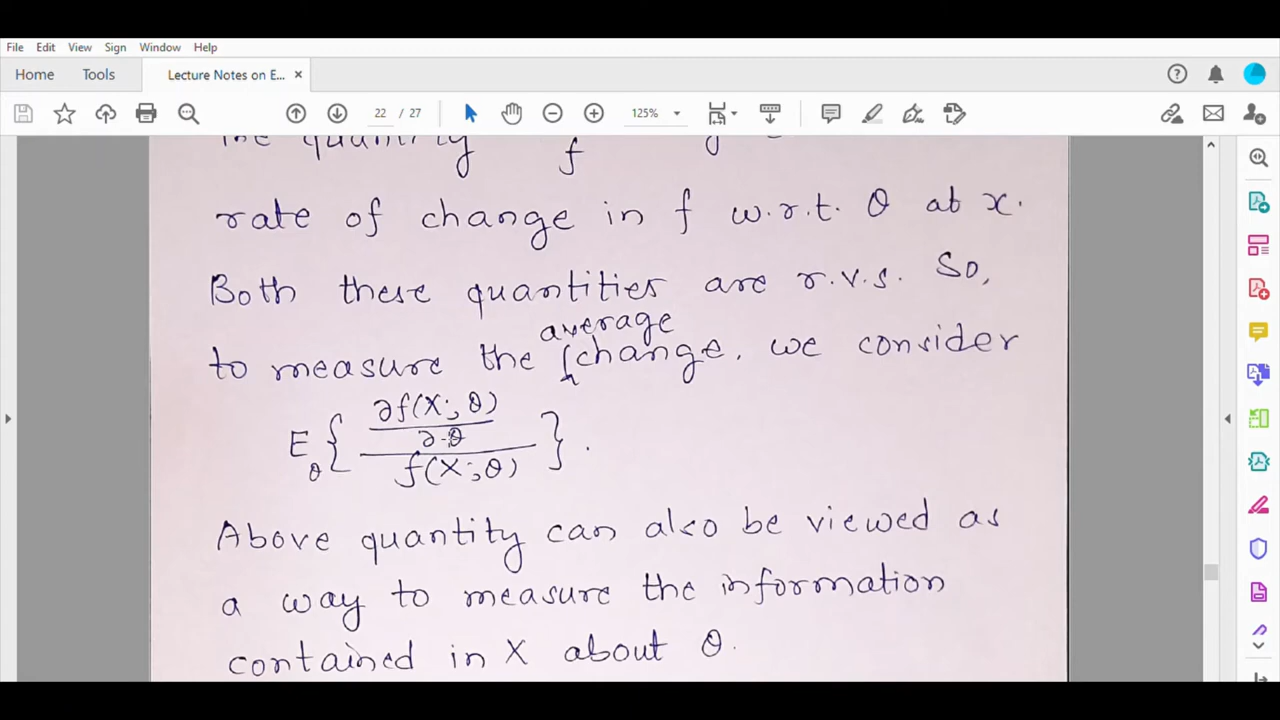 File Edit View Sign Window Help
Home Tools Lecture Notes on E... ×
22 / 27 125%
The quantity f
rate of change in f w.r.t. θ at x.
Both these quantities are r.v.s. So,
average
to measure the change, we consider
E_θ { ∂f(X;θ)/∂θ / f(X;θ) }.
Above quantity can also be viewed as
a way to measure the information
contained in X about θ.